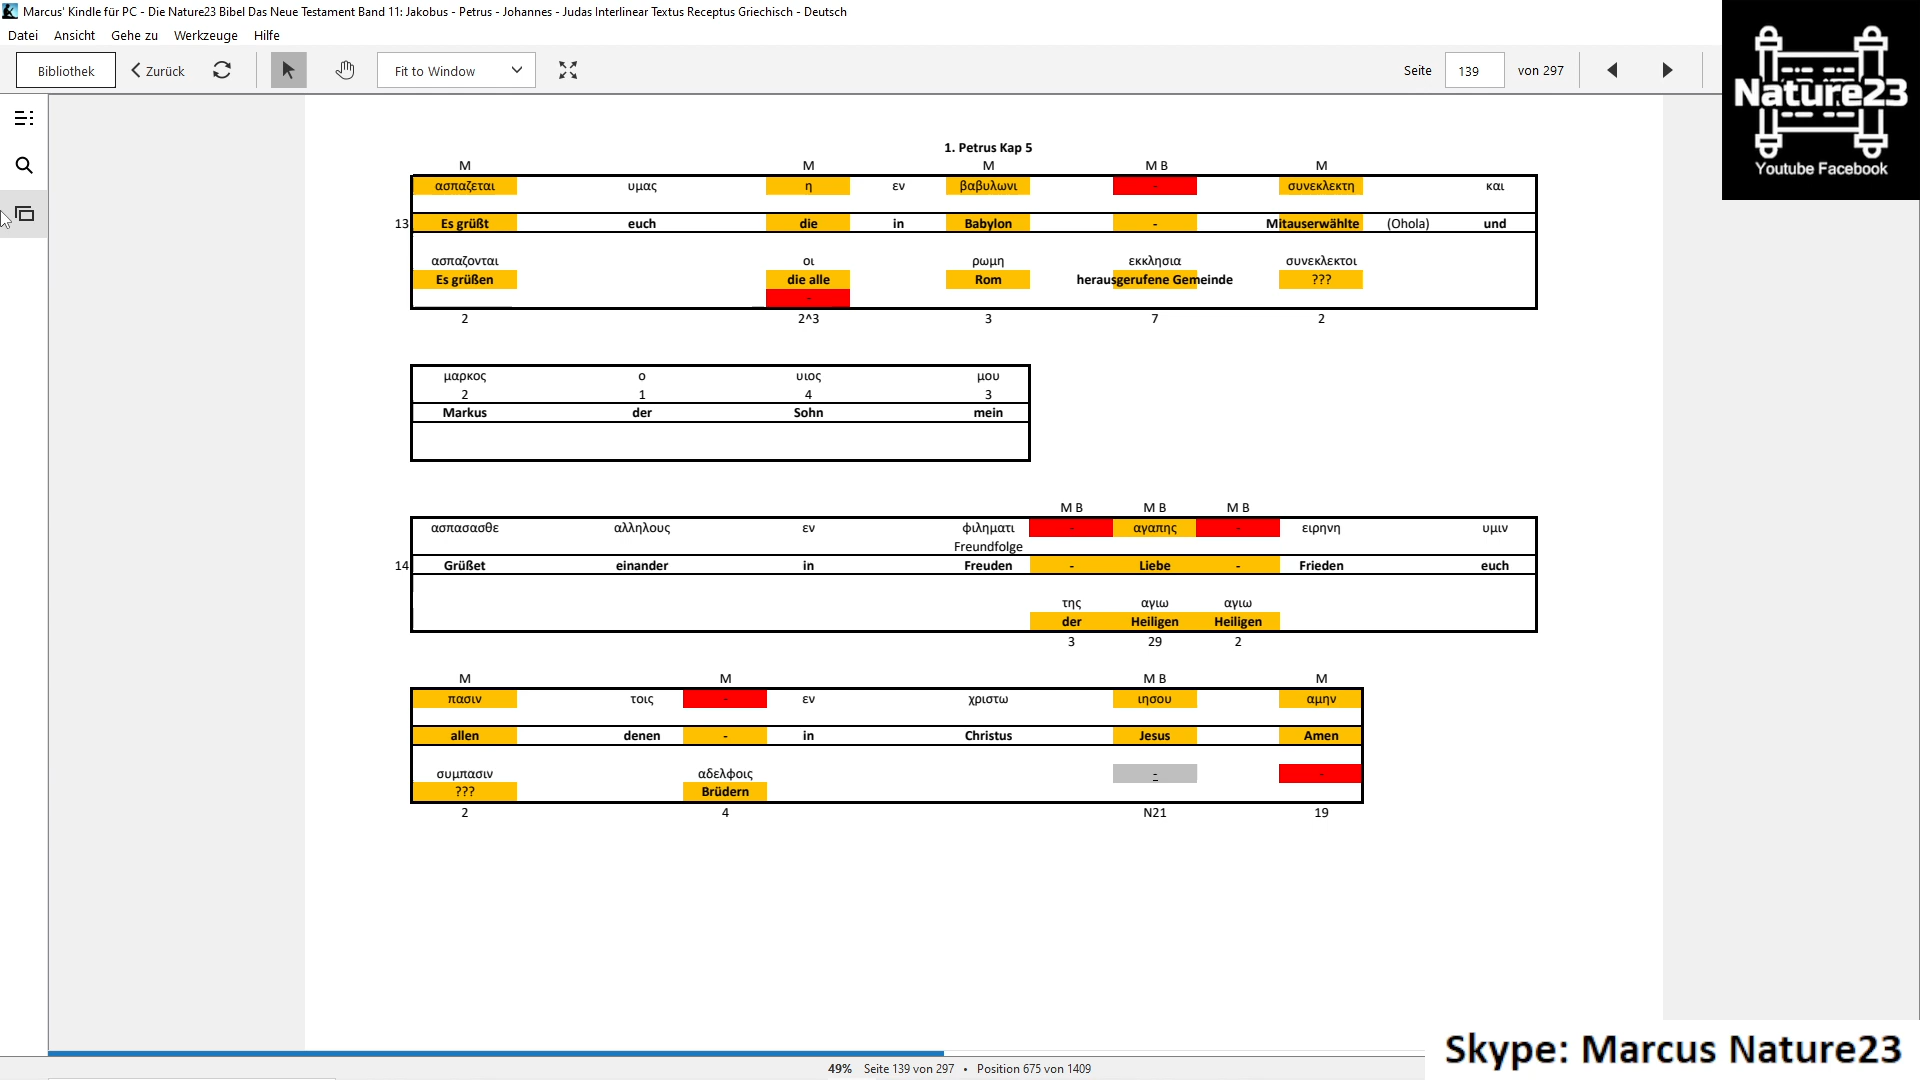 Marcus' Kindle für PC - Die Nature23 Bibel Das Neue Testament Band 11: Jakobus - Petrus - Johannes - Judas Interlinear Textus Receptus Griechisch - Deutsch
Datei Ansicht Gehe zu Werkzeuge Hilfe
Bibliothek Zurück Fit to Window Seite 139 von 297
Nature23
Youtube Facebook
1. Petrus Kap 5
M M M M B M
ασπαζεται υμας η εν βαβυλωνι - συνεκλεκτη και
13 Es grüßt euch die in Babylon - Mitauserwählte (Ohola) und
ασπαζονται οι ρωμη εκκλησια συνεκλεκτοι
Es grüßen die alle Rom herausgerufene Gemeinde ???
-
2 2^3 3 7 2
μαρκος ο υιος μου
2 1 4 3
Markus der Sohn mein
M B M B M B
ασπασασθε αλληλους εν φιληματι - αγαπης - ειρηνη υμιν
Freundfolge
14 Grüßet einander in Freuden - Liebe - Frieden euch
της αγιω αγιω
der Heiligen Heiligen
3 29 2
M M M B M
πασιν τοις - εν χριστω ιησου αμην
allen denen - in Christus Jesus Amen
συμπασιν αδελφοις - -
??? Brüdern
2 4 N21 19
Skype: Marcus Nature23
49% Seite 139 von 297 • Position 675 von 1409